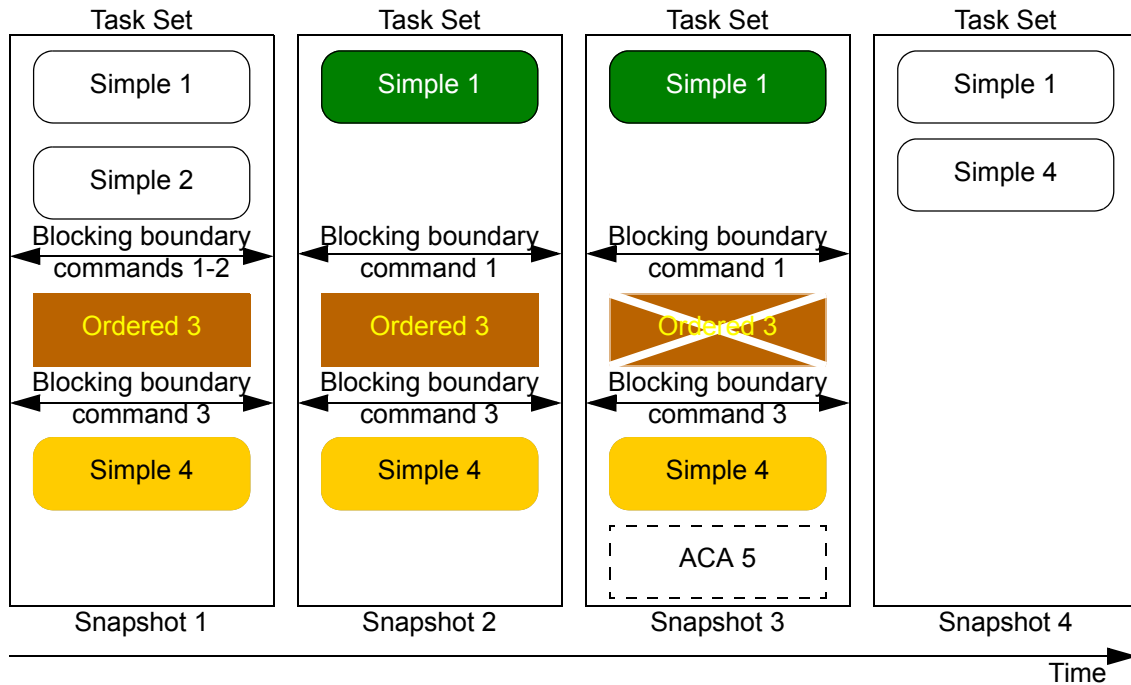 Task Set
Simple 1
Simple 2
Blocking boundary
commands 1-2
Ordered 3
Blocking boundary
command 3
Simple 4
Snapshot 1
Task Set
Simple 1
Blocking boundary
command 1
Ordered 3
Blocking boundary
command 3
Simple 4
Snapshot 2
Task Set
Simple 1
Blocking boundary
command 1
Ordered 3
Blocking boundary
command 3
Simple 4
ACA 5
Snapshot 3
Task Set
Simple 1
Simple 4
Snapshot 4
Time